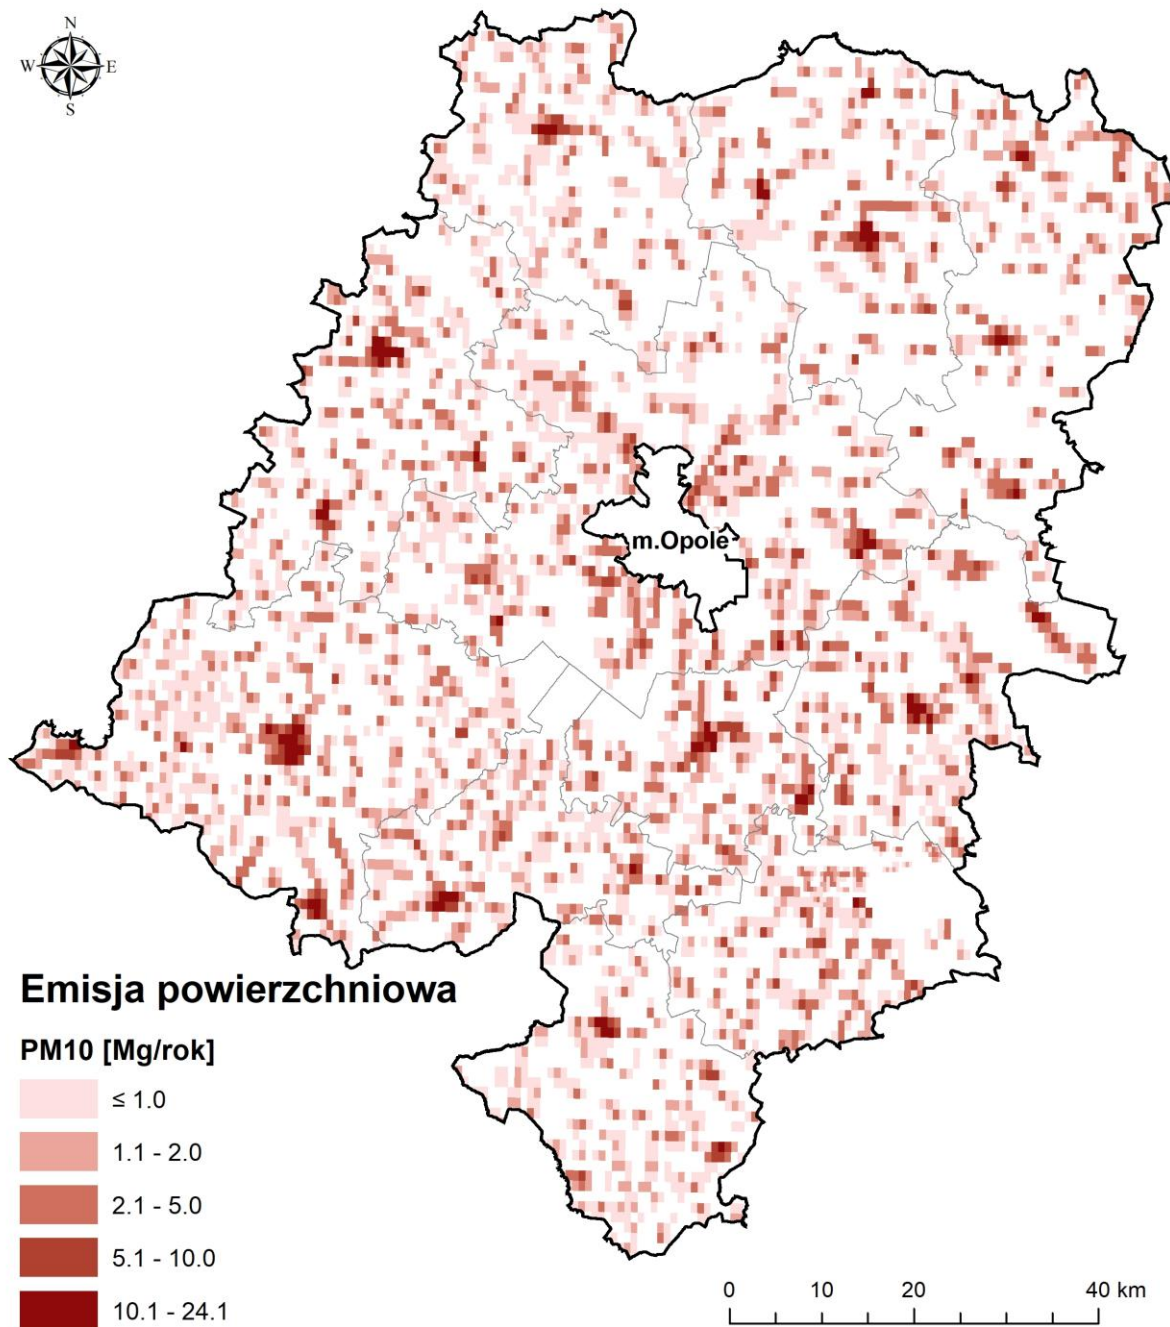 N
W E
S
m.Opole
Emisja powierzchniowa
PM10 [Mg/rok]
≤ 1.0
1.1 - 2.0
2.1 - 5.0
5.1 - 10.0
10.1 - 24.1
0 10 20 40 km